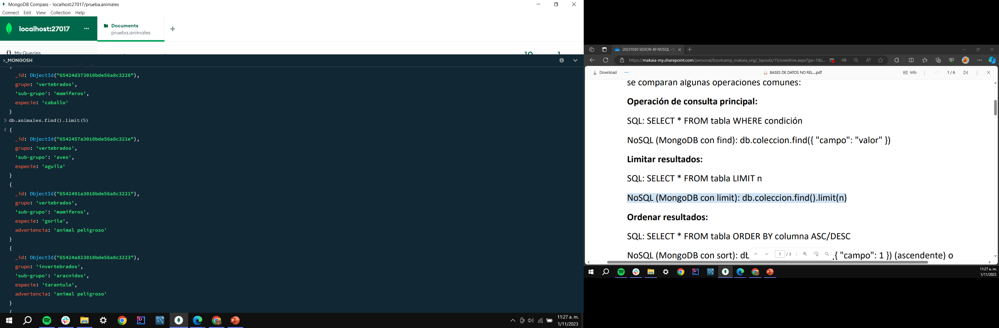 MongoDB Compass - localhost:27017/prueba.animales
Connect Edit View Collection Help
localhost:27017 ...
Documents
prueba.animales
+
{} My Queries
10 1
>_MONGOSH
{
_id: ObjectId("65424d373010bde56a8c3228"),
grupo: 'vertebrados',
'sub-grupo': 'mamiferos',
especie: 'caballo'
}
> db.animales.find().limit(5)
< {
_id: ObjectId("6542457a3010bde56a8c321e"),
grupo: 'vertebrados',
'sub-grupo': 'aves',
especie: 'aguila'
}
{
_id: ObjectId("6542491a3010bde56a8c3221"),
grupo: 'vertebrados',
'sub-grupo': 'mamiferos',
especie: 'gorila',
advertencia: 'animal peligroso'
}
{
_id: ObjectId("65424a823010bde56a8c3223"),
grupo: 'invertebrados',
'sub-grupo': 'aracnidos',
especie: 'tarantula',
advertencia: 'animal peligroso'
}
{
11:27 a. m.
1/11/2023
20231030 SESION 40 NOSQL - O
https://makaia-my.sharepoint.com/personal/bootcamp_makaia_org/_layouts/15/onedrive.aspx?ga=1&i...
Download ... BASES DE DATOS NO REL....pdf Info 1 / 6
se comparan algunas operaciones comunes:
Operación de consulta principal:
SQL: SELECT * FROM tabla WHERE condición
NoSQL (MongoDB con find): db.coleccion.find({ "campo": "valor" })
Limitar resultados:
SQL: SELECT * FROM tabla LIMIT n
NoSQL (MongoDB con limit): db.coleccion.find().limit(n)
Ordenar resultados:
SQL: SELECT * FROM tabla ORDER BY columna ASC/DESC
NoSQL (MongoDB con sort): db ({ "campo": 1 }) (ascendente) o
1 / 3
11:27 a. m.
1/11/2023